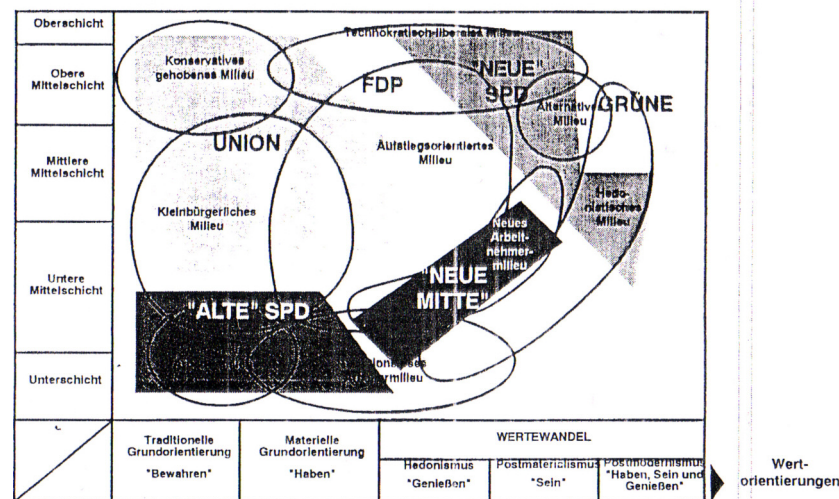 Oberschicht
Obere
Mittelschicht
Mittlere
Mittelschicht
Untere
Mittelschicht
Unterschicht
Technokratisch-liberales Milieu
Konservatives
gehobenes Milieu
FDP
"NEUE"
SPD
Alternatives
Milieu
GRÜNE
UNION
Aufstiegsorientiertes
Milieu
Kleinbürgerliches
Milieu
Hedo-
nistisches
Milieu
Neues
Arbeit-
nehmer-
milieu
"NEUE
MITTE"
"ALTE" SPD
Traditionelle
Grundorientierung
"Bewahren"
Materielle
Grundorientierung
"Haben"
WERTEWANDEL
Hedonismus
"Genießen"
Postmaterialismus
"Sein"
Postmodernismus
"Haben, Sein und
Genießen"
Wert-
orientierungen